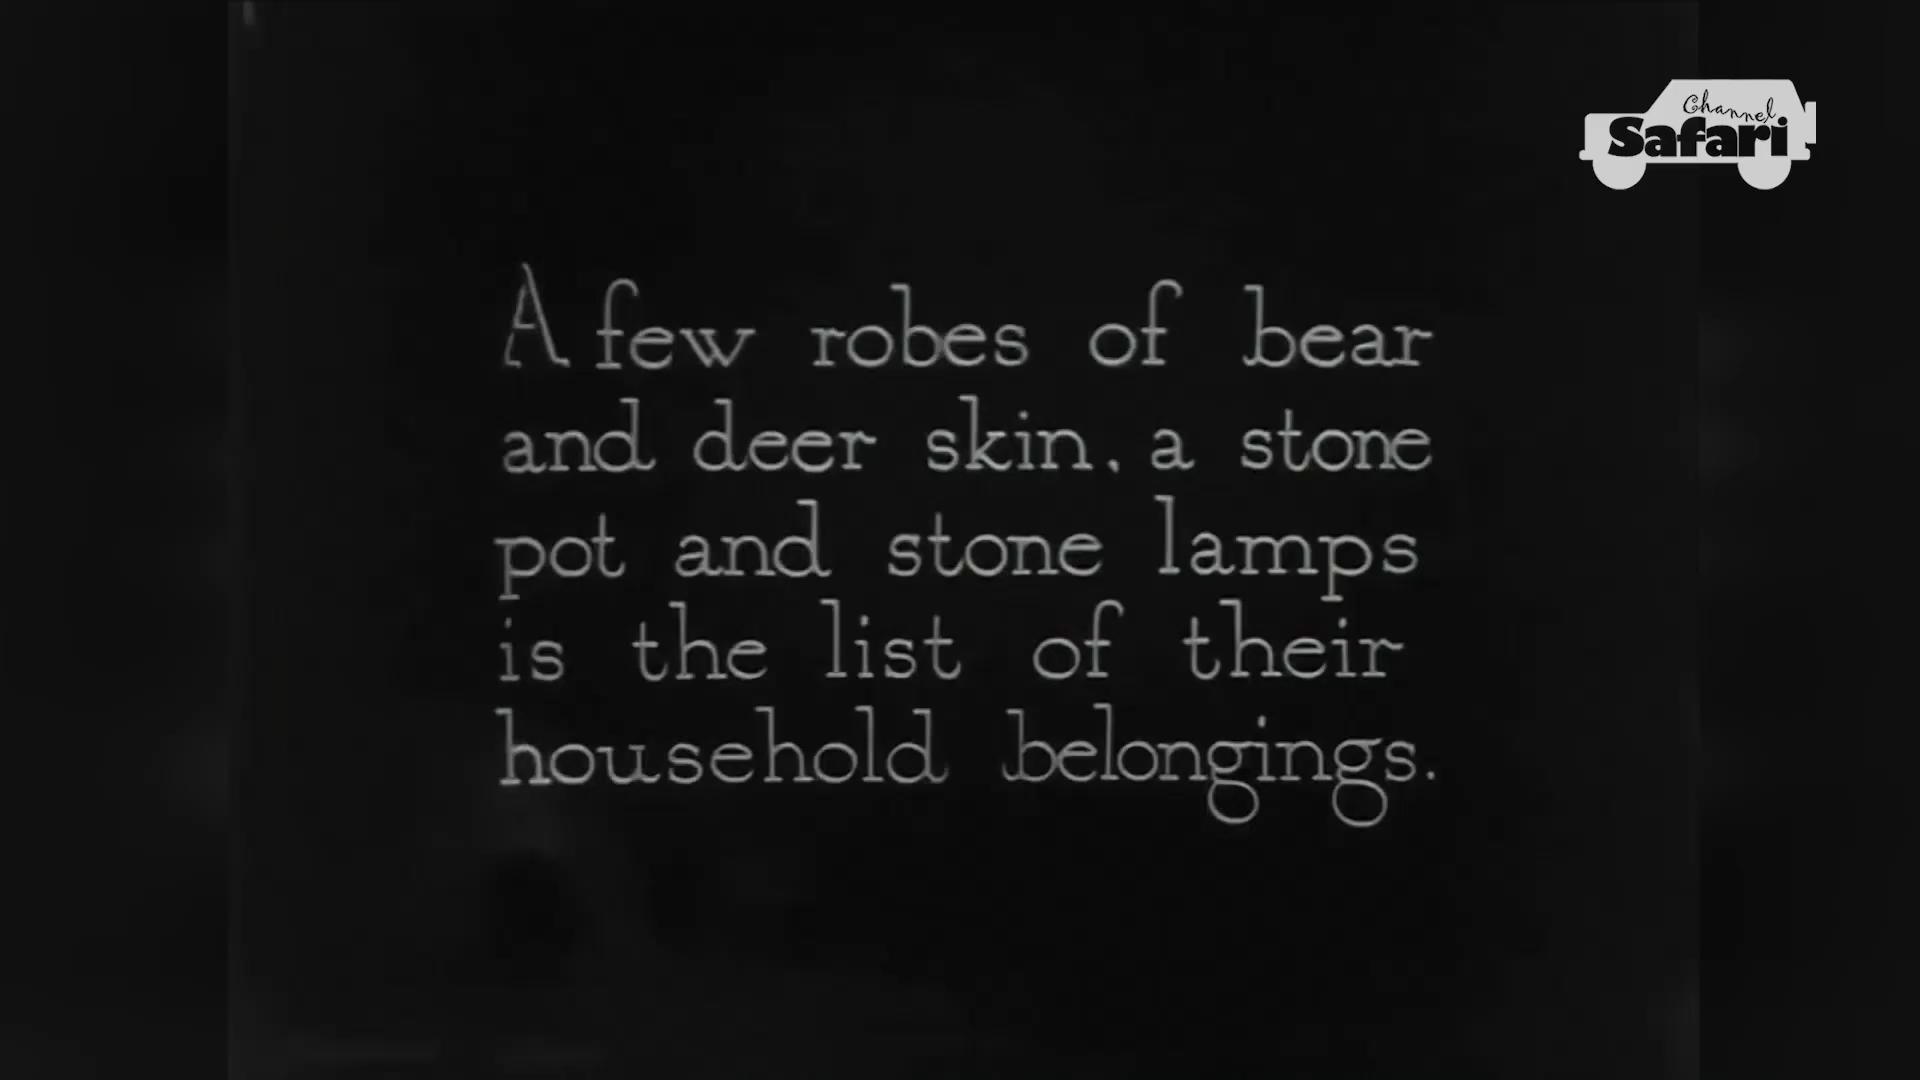 Channel
Safari
A few robes of bear
and deer skin, a stone
pot and stone lamps
is the list of their
household belongings.